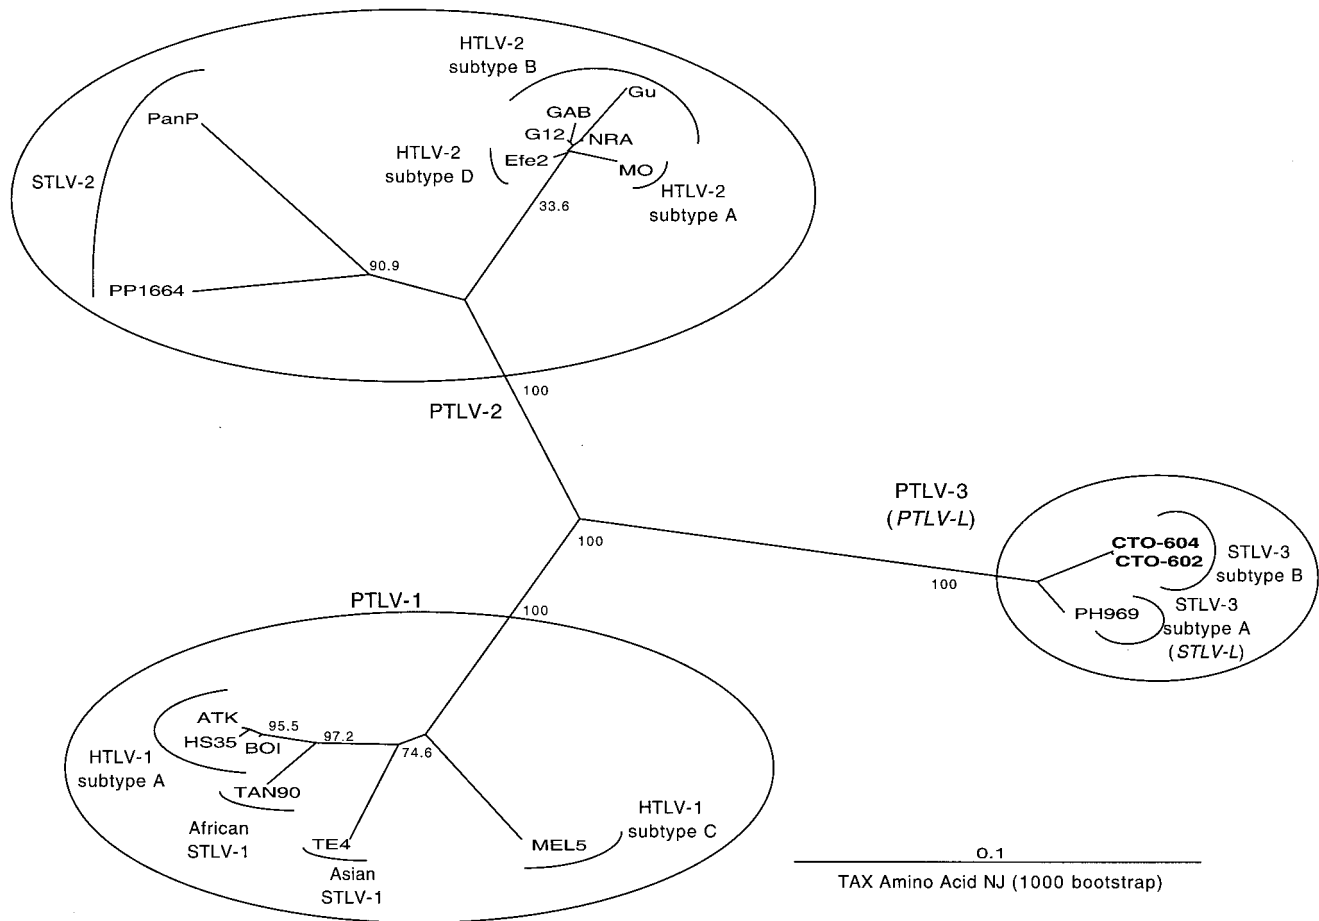 HTLV-2
subtype B
Gu
GAB
PanP
G12
NRA
HTLV-2
subtype D
Efe2
MO
STLV-2
HTLV-2
subtype A
33.6
90.9
PP1664
100
PTLV-2
PTLV-3
(PTLV-L)
100
CTO-604
CTO-602
STLV-3
subtype B
100
PTLV-1
100
PH969
STLV-3
subtype A
(STLV-L)
ATK
95.5
HS35
BOI
97.2
74.6
HTLV-1
subtype A
TAN90
African
STLV-1
TE4
Asian
STLV-1
MEL5
HTLV-1
subtype C
0.1
TAX Amino Acid NJ (1000 bootstrap)